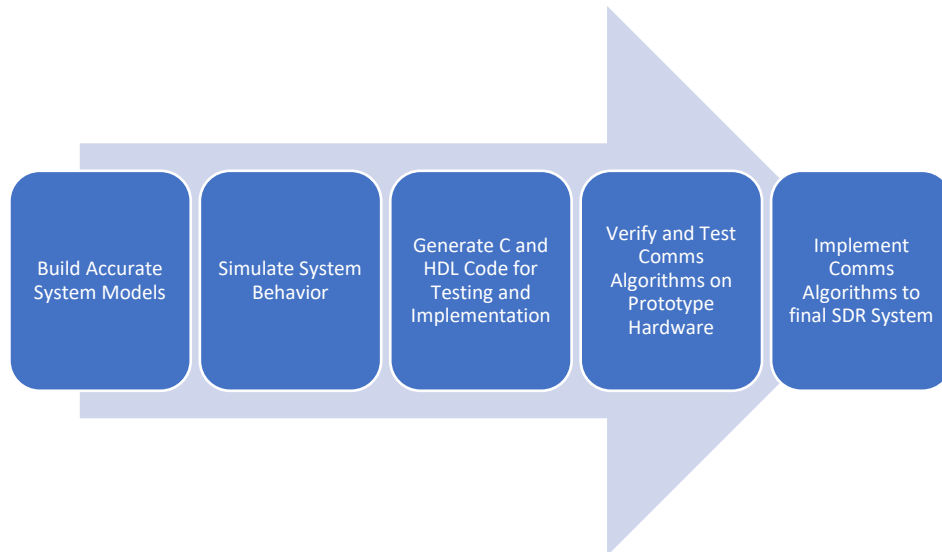 Build Accurate
System Models
Simulate System
Behavior
Generate C and
HDL Code for
Testing and
Implementation
Verify and Test
Comms
Algorithms on
Prototype
Hardware
Implement
Comms
Algorithms to
final SDR System